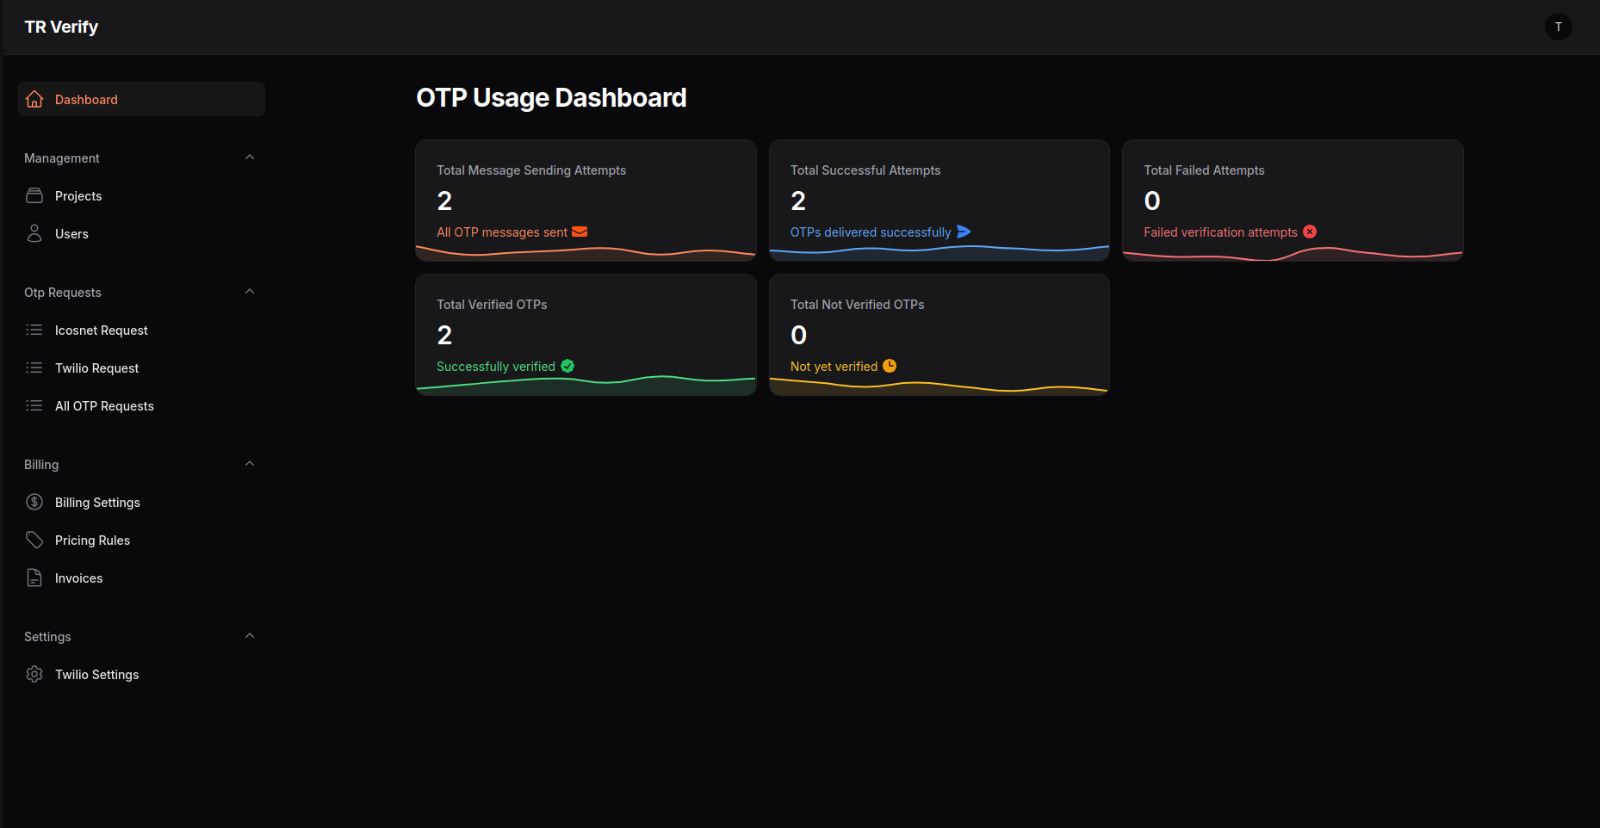 TR Verify
T
Dashboard
Management
Projects
Users
Otp Requests
Icosnet Request
Twilio Request
All OTP Requests
Billing
Billing Settings
Pricing Rules
Invoices
Settings
Twilio Settings
OTP Usage Dashboard
Total Message Sending Attempts
2
All OTP messages sent
Total Successful Attempts
2
OTPs delivered successfully
Total Failed Attempts
0
Failed verification attempts
Total Verified OTPs
2
Successfully verified
Total Not Verified OTPs
0
Not yet verified